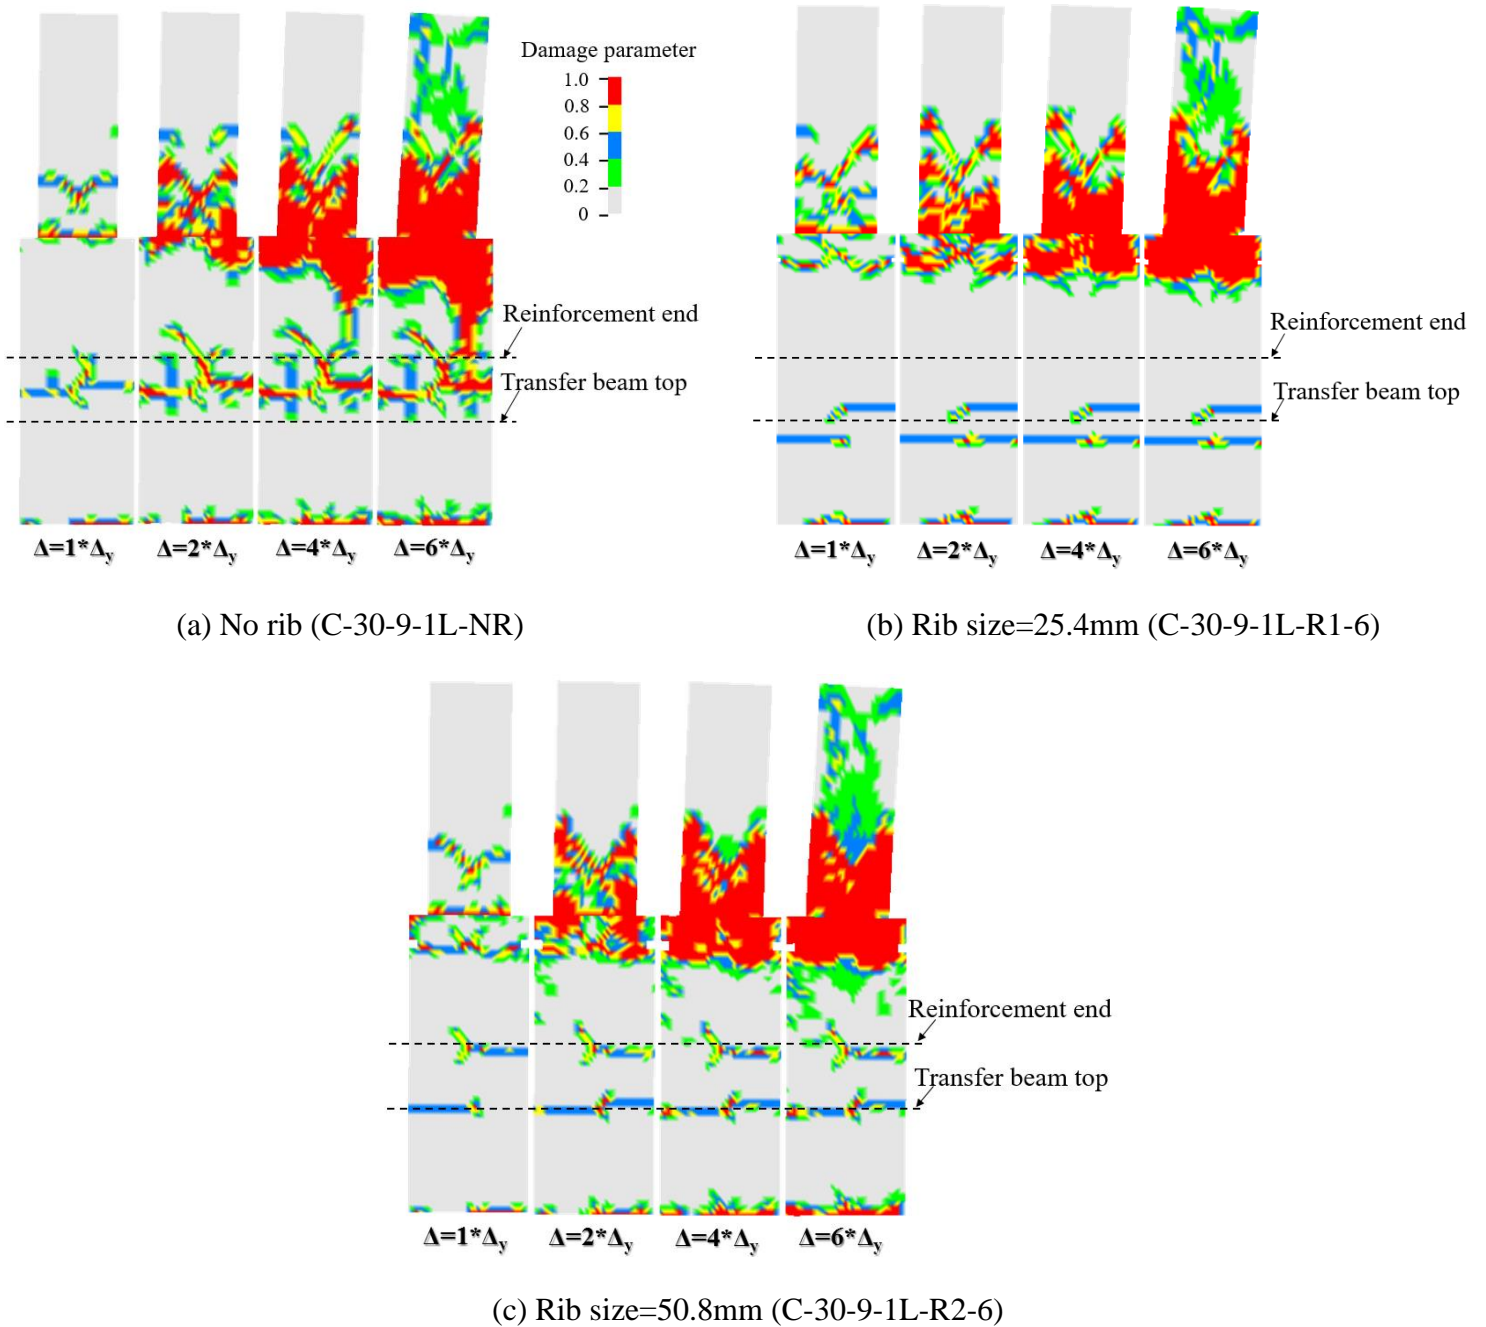 Damage parameter
1.0
0.8
0.6
0.4
0.2
0
Reinforcement end
Transfer beam top
Δ=1*Δy Δ=2*Δy Δ=4*Δy Δ=6*Δy
(a) No rib (C-30-9-1L-NR)
Reinforcement end
Transfer beam top
Δ=1*Δy Δ=2*Δy Δ=4*Δy Δ=6*Δy
(b) Rib size=25.4mm (C-30-9-1L-R1-6)
Reinforcement end
Transfer beam top
Δ=1*Δy Δ=2*Δy Δ=4*Δy Δ=6*Δy
(c) Rib size=50.8mm (C-30-9-1L-R2-6)